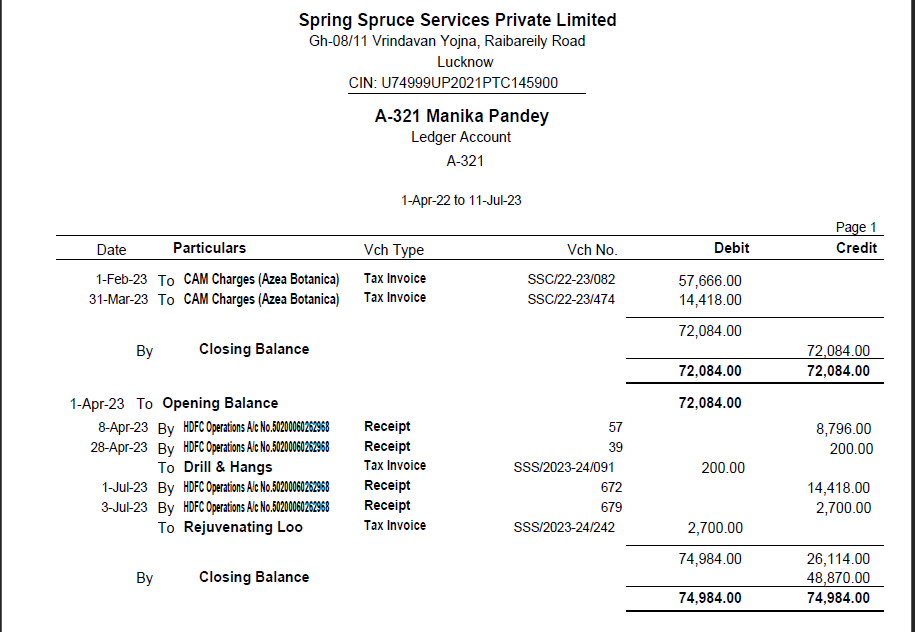 Spring Spruce Services Private Limited
Gh-08/11 Vrindavan Yojna, Raibareily Road
Lucknow
CIN: U74999UP2021PTC145900
A-321 Manika Pandey
Ledger Account
A-321
1-Apr-22 to 11-Jul-23
Page 1
Date Particulars Vch Type Vch No. Debit Credit
1-Feb-23 To CAM Charges (Azea Botanica) Tax Invoice SSC/22-23/082 57,666.00
31-Mar-23 To CAM Charges (Azea Botanica) Tax Invoice SSC/22-23/474 14,418.00
72,084.00
By Closing Balance 72,084.00
72,084.00 72,084.00
1-Apr-23 To Opening Balance 72,084.00
8-Apr-23 By HDFC Operations A/c No.50200060262968 Receipt 57 8,796.00
28-Apr-23 By HDFC Operations A/c No.50200060262968 Receipt 39 200.00
To Drill & Hangs Tax Invoice SSS/2023-24/091 200.00
1-Jul-23 By HDFC Operations A/c No.50200060262968 Receipt 672 14,418.00
3-Jul-23 By HDFC Operations A/c No.50200060262968 Receipt 679 2,700.00
To Rejuvenating Loo Tax Invoice SSS/2023-24/242 2,700.00
74,984.00 26,114.00
By Closing Balance 48,870.00
74,984.00 74,984.00